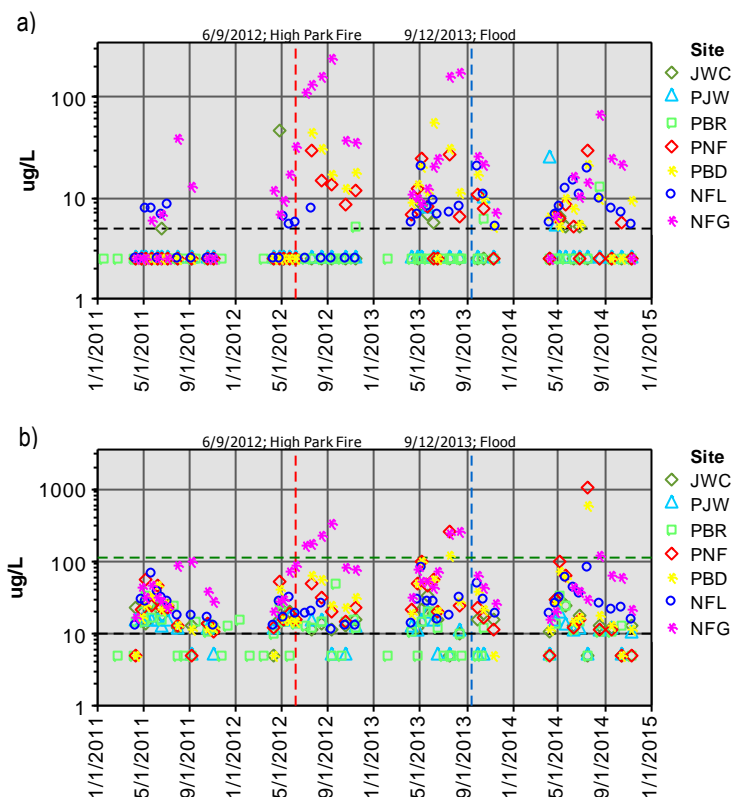 a)
6/9/2012; High Park Fire 9/12/2013; Flood
Site
JWC
PJW
PBR
PNF
PBD
NFL
NFG
ug/L
100
10
1
1/1/2011 5/1/2011 9/1/2011 1/1/2012 5/1/2012 9/1/2012 1/1/2013 5/1/2013 9/1/2013 1/1/2014 5/1/2014 9/1/2014 1/1/2015
b)
6/9/2012; High Park Fire 9/12/2013; Flood
Site
JWC
PJW
PBR
PNF
PBD
NFL
NFG
ug/L
1000
100
10
1
1/1/2011 5/1/2011 9/1/2011 1/1/2012 5/1/2012 9/1/2012 1/1/2013 5/1/2013 9/1/2013 1/1/2014 5/1/2014 9/1/2014 1/1/2015